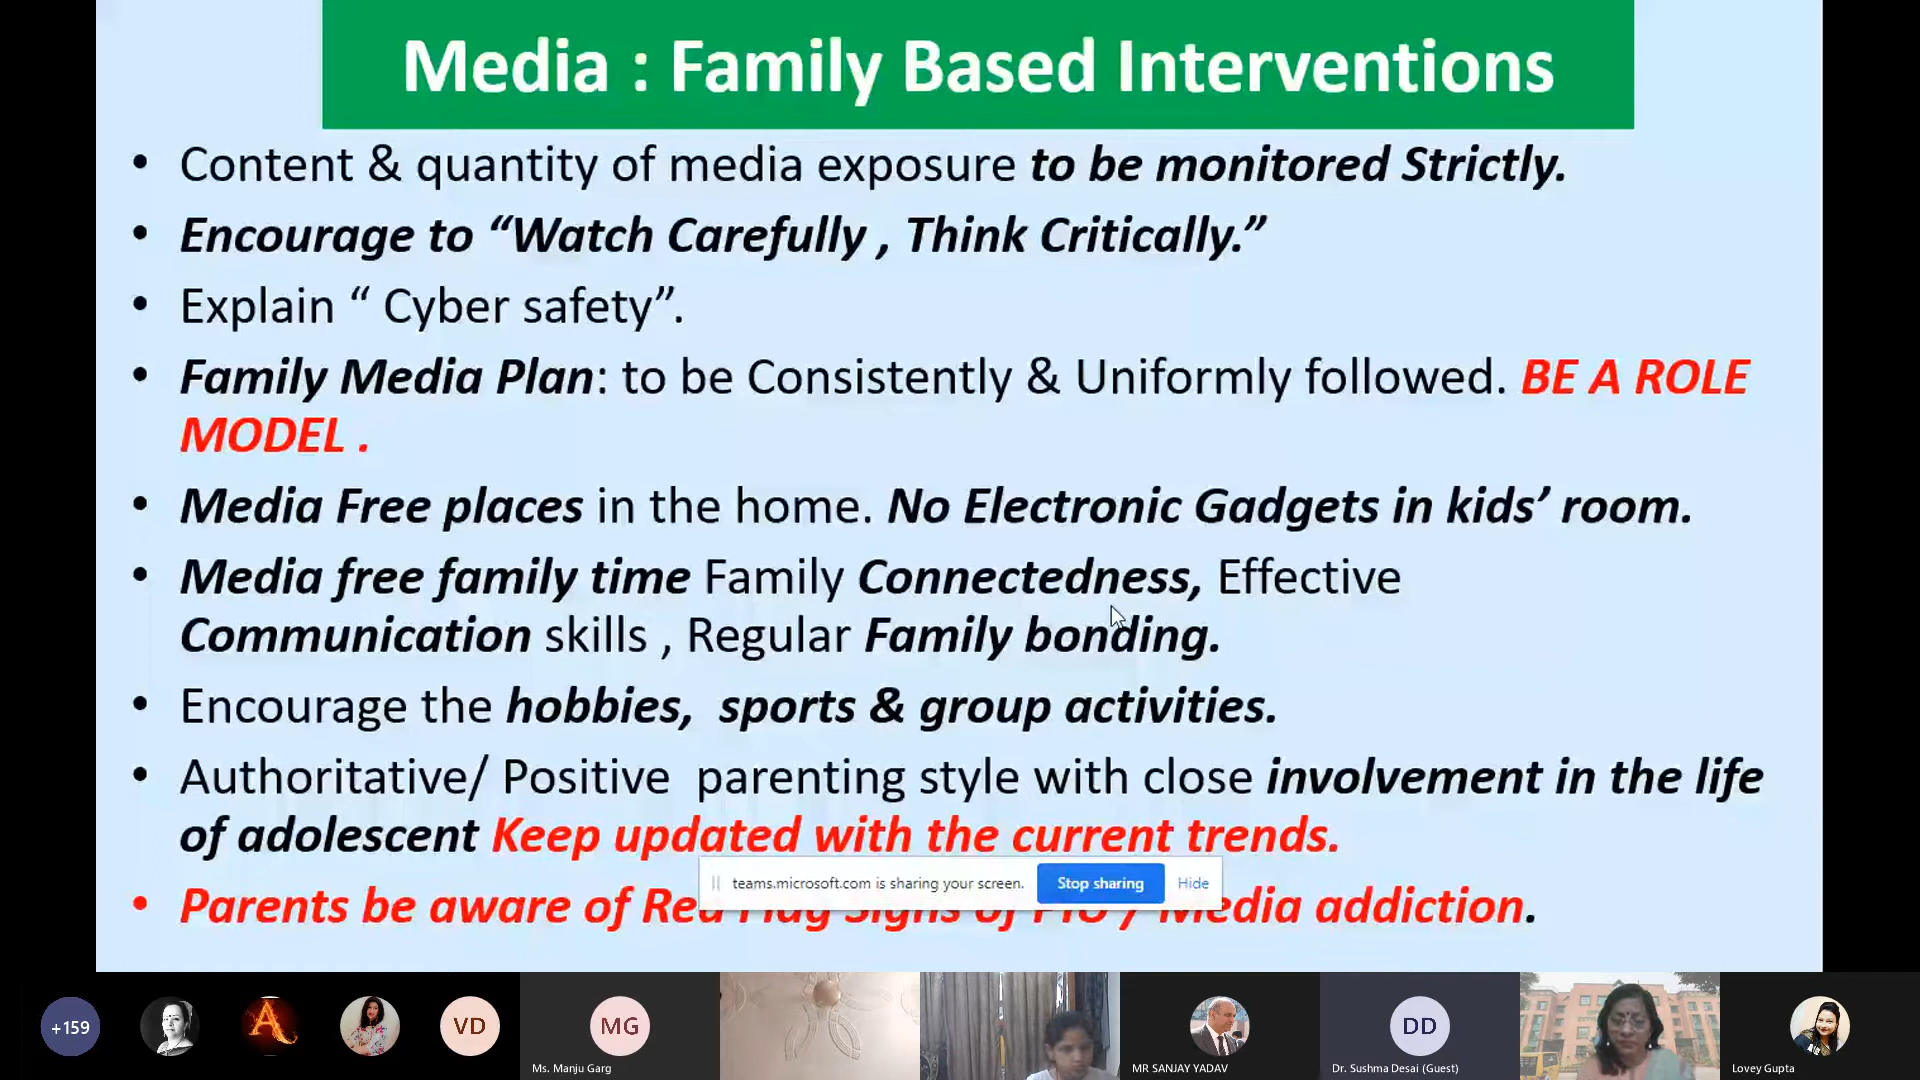 Media : Family Based Interventions
• Content & quantity of media exposure to be monitored Strictly.
• Encourage to “Watch Carefully , Think Critically.”
• Explain “ Cyber safety”.
• Family Media Plan: to be Consistently & Uniformly followed. BE A ROLE
MODEL .
• Media Free places in the home. No Electronic Gadgets in kids’ room.
• Media free family time Family Connectedness, Effective
Communication skills , Regular Family bonding.
• Encourage the hobbies,  sports & group activities.
• Authoritative/ Positive  parenting style with close involvement in the life
of adolescent Keep updated with the current trends.
teams.microsoft.com is sharing your screen. Stop sharing Hide
• Parents be aware of Red Flag Signs of / Media addiction.
+159
A
VD
MG
DD
Ms. Manju Garg
MR SANJAY YADAV
Dr. Sushma Desai (Guest)
Lovey Gupta